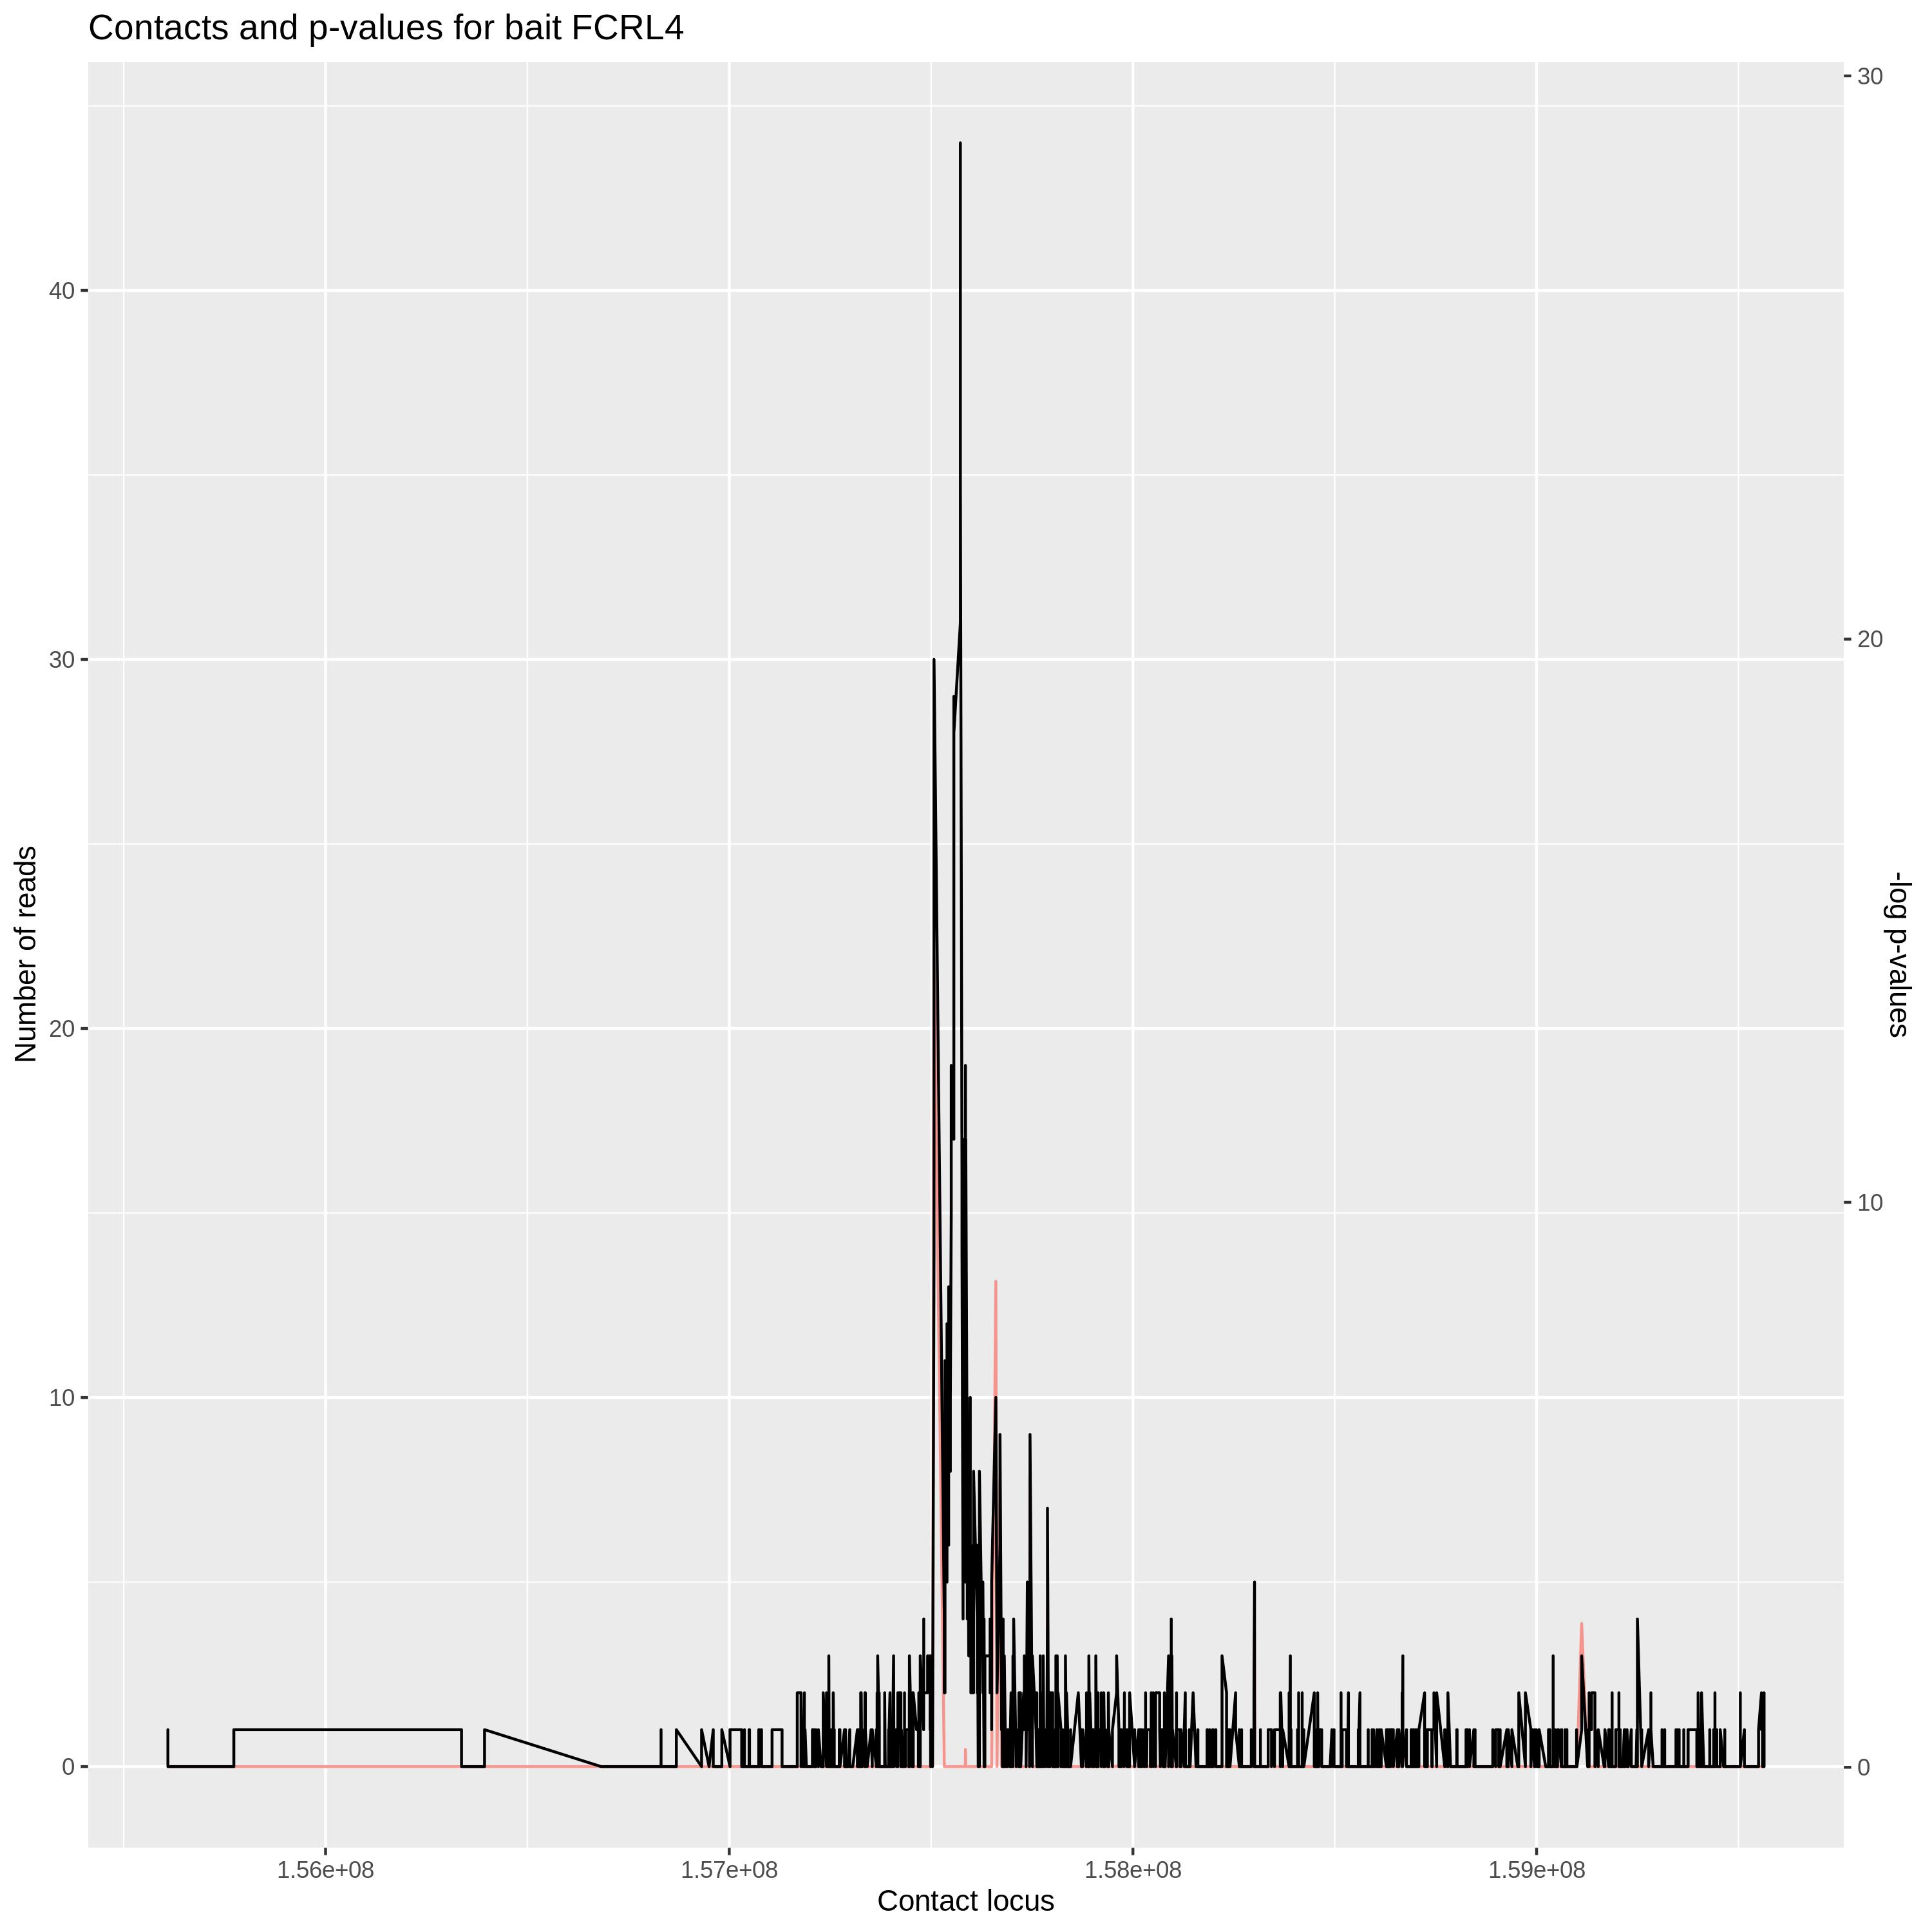 Contacts and p-values for bait FCRL4
30
40
30
20
20
10
10
0
0
Number of reads
-log p-values
1.56e+08
1.57e+08
1.58e+08
1.59e+08
Contact locus